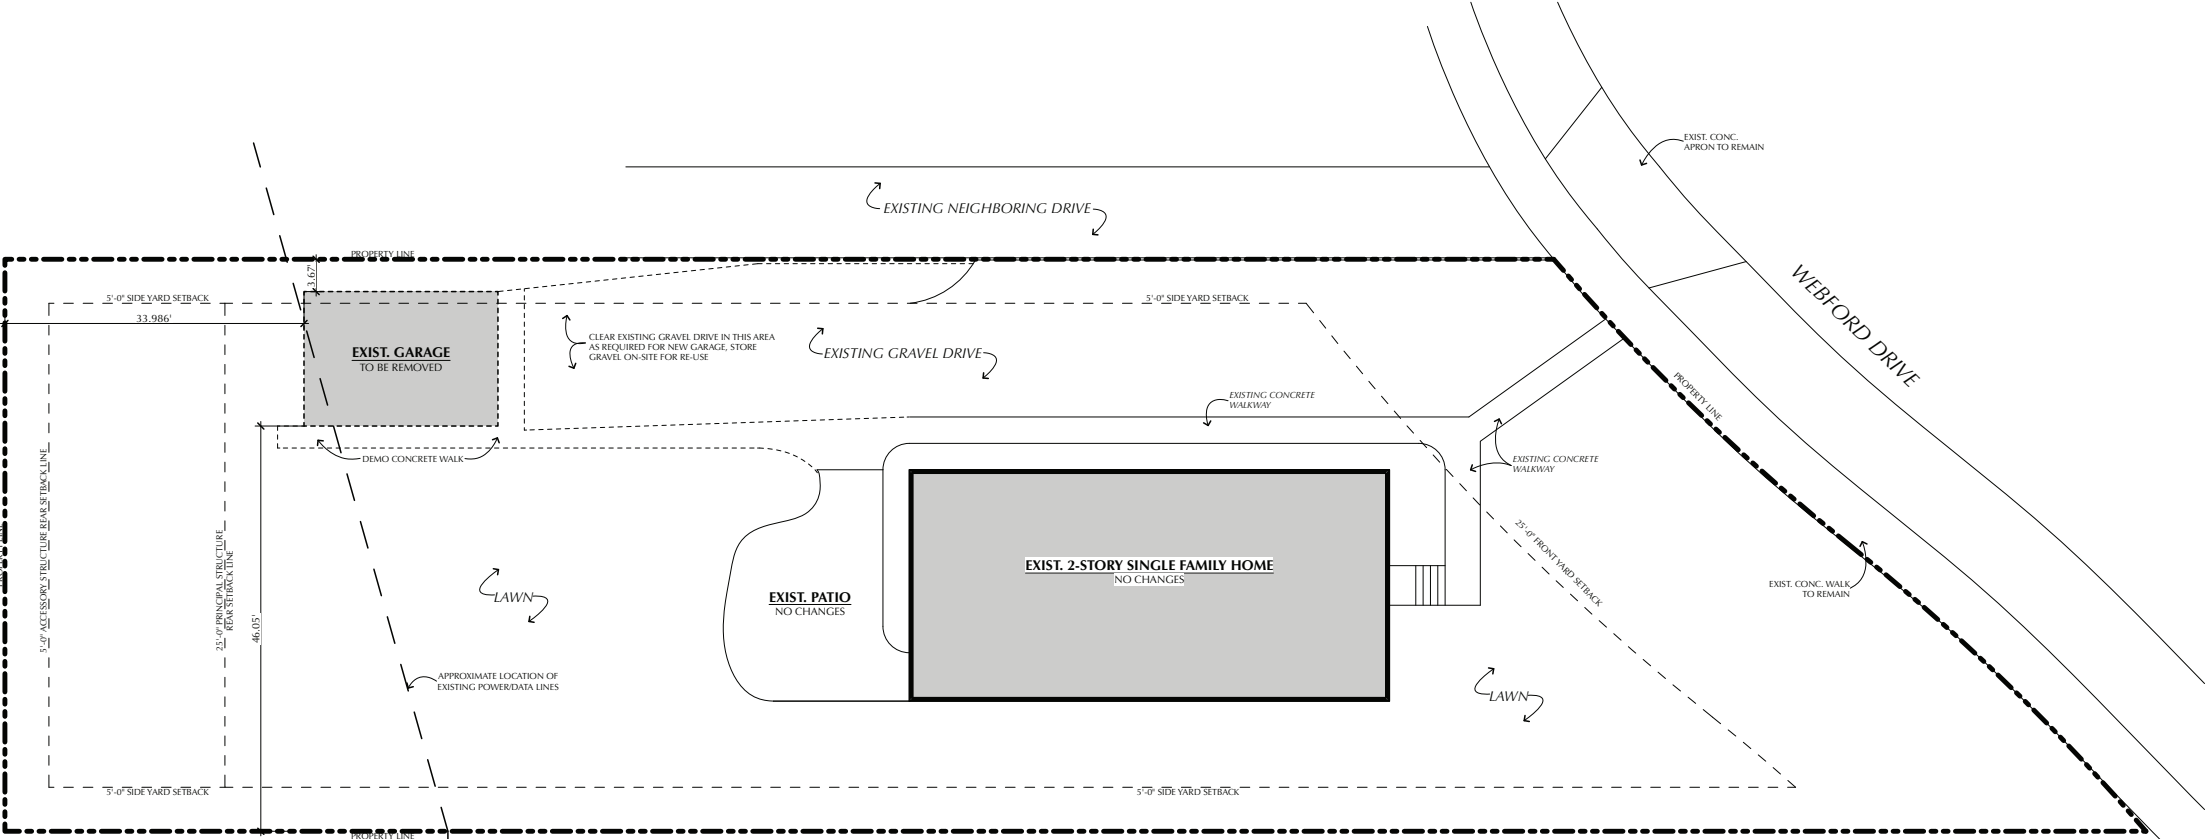 EXIST. CONC.
APRON TO REMAIN
EXISTING NEIGHBORING DRIVE
WEBFORD DRIVE
PROPERTY LINE
3.67'
5'-0" SIDE YARD SETBACK
5'-0" SIDE YARD SETBACK
33.986'
EXIST. GARAGE
TO BE REMOVED
CLEAR EXISTING GRAVEL DRIVE IN THIS AREA
AS REQUIRED FOR NEW GARAGE, STORE
GRAVEL ON-SITE FOR RE-USE
EXISTING GRAVEL DRIVE
PROPERTY LINE
EXISTING CONCRETE
WALKWAY
DEMO CONCRETE WALK
EXISTING CONCRETE
WALKWAY
5'-0" ACCESSORY STRUCTURE REAR SETBACK LINE
25'-0" PRINCIPAL STRUCTURE
REAR SETBACK LINE
46.05'
25'-0" FRONT YARD SETBACK
EXIST. 2-STORY SINGLE FAMILY HOME
NO CHANGES
EXIST. CONC. WALK
TO REMAIN
LAWN
EXIST. PATIO
NO CHANGES
APPROXIMATE LOCATION OF
EXISTING POWER/DATA LINES
LAWN
5'-0" SIDE YARD SETBACK
5'-0" SIDE YARD SETBACK
PROPERTY LINE